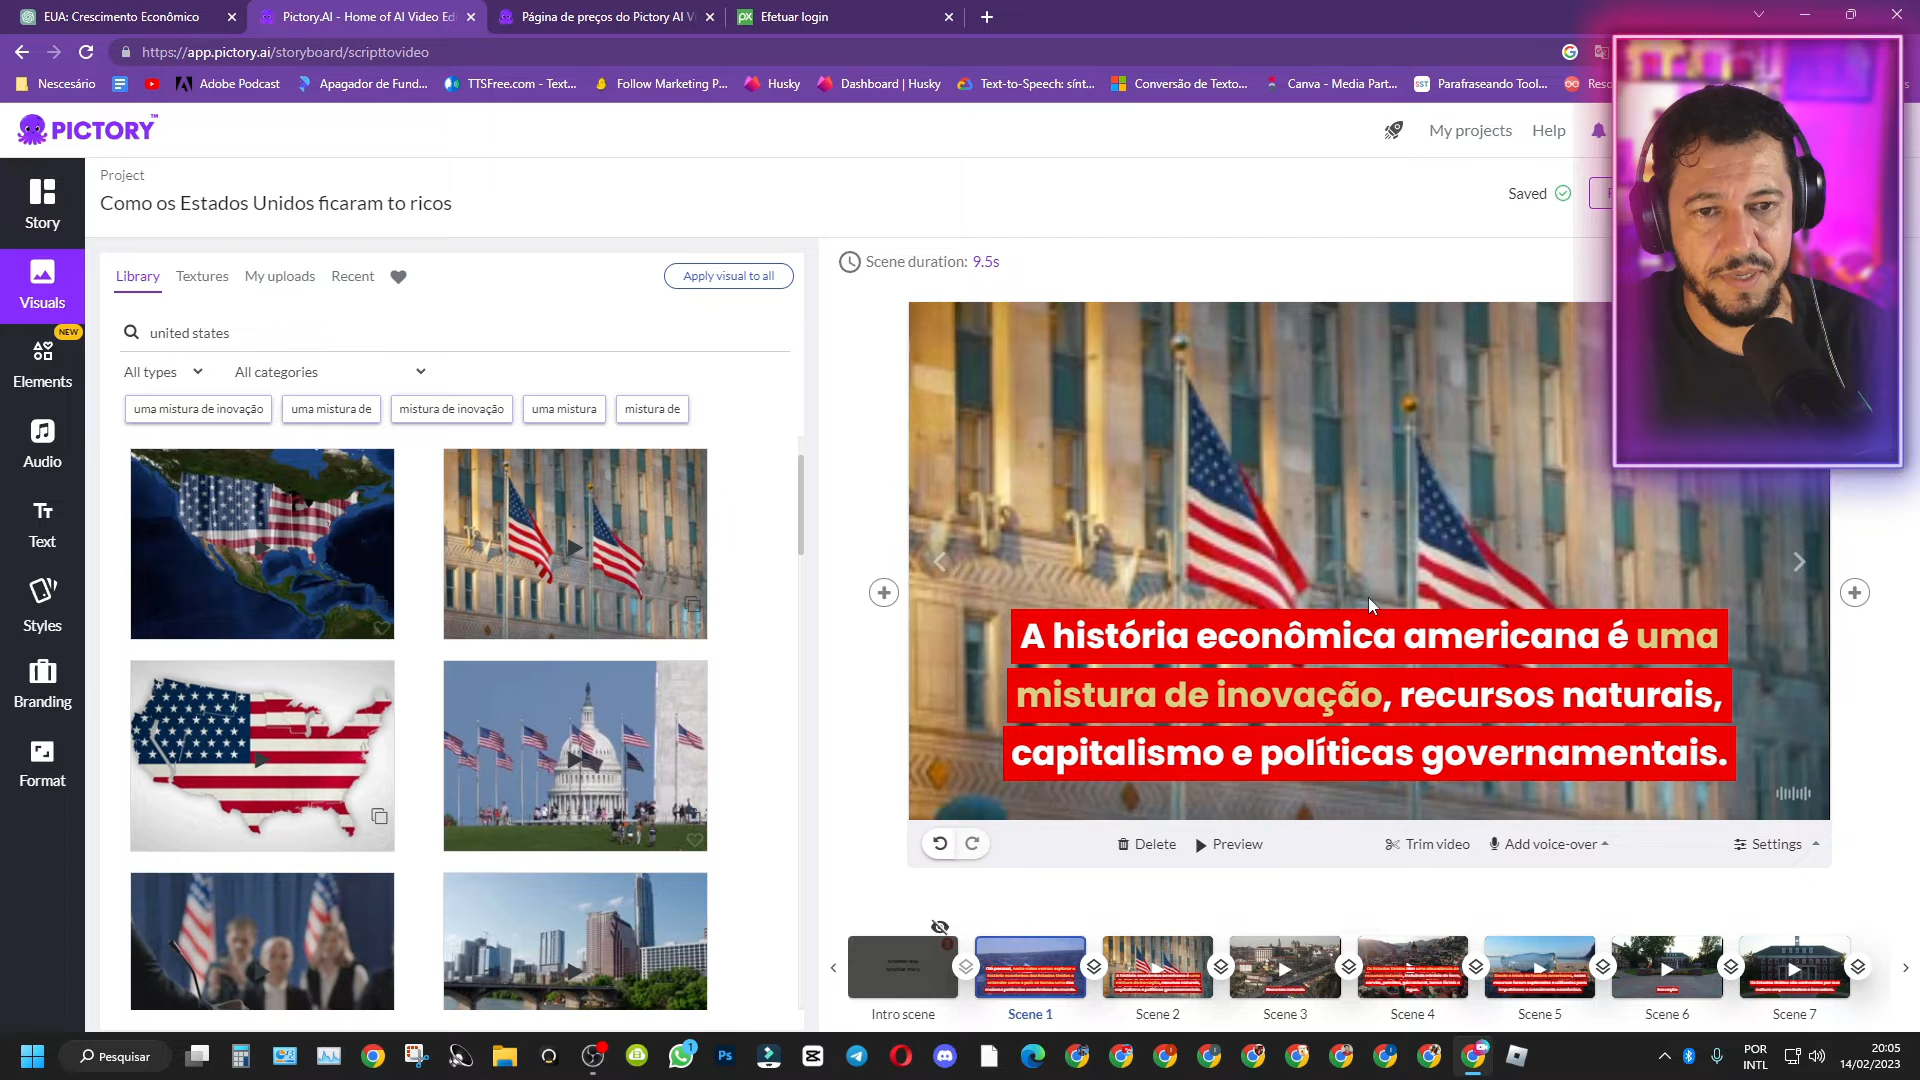 EUA: Crescimento Econômico
Pictory.AI - Home of AI Video Edi
Página de preços do Pictory AI Vi
Efetuar login
https://app.pictory.ai/storyboard/scripttovideo
Nescesário
Adobe Podcast
Apagador de Fund...
TTSFree.com - Text...
Follow Marketing P...
Husky
Dashboard | Husky
Text-to-Speech: sínt...
Conversão de Texto...
Canva - Media Part...
Parafraseando Tool...
PICTORY
My projects
Help
Project
Como os Estados Unidos ficaram to ricos
Saved
Story
Visuals
NEW
Elements
Audio
Text
Styles
Branding
Format
Library
Textures
My uploads
Recent
Apply visual to all
united states
All types
All categories
uma mistura de inovação
uma mistura de
mistura de inovação
uma mistura
mistura de
Scene duration: 9.5s
A história econômica americana é uma
mistura de inovação, recursos naturais,
capitalismo e políticas governamentais.
Delete
Preview
Trim video
Add voice-over
Settings
Intro scene
Scene 1
Scene 2
Scene 3
Scene 4
Scene 5
Scene 6
Scene 7
Pesquisar
POR
INTL
20:05
14/02/2023